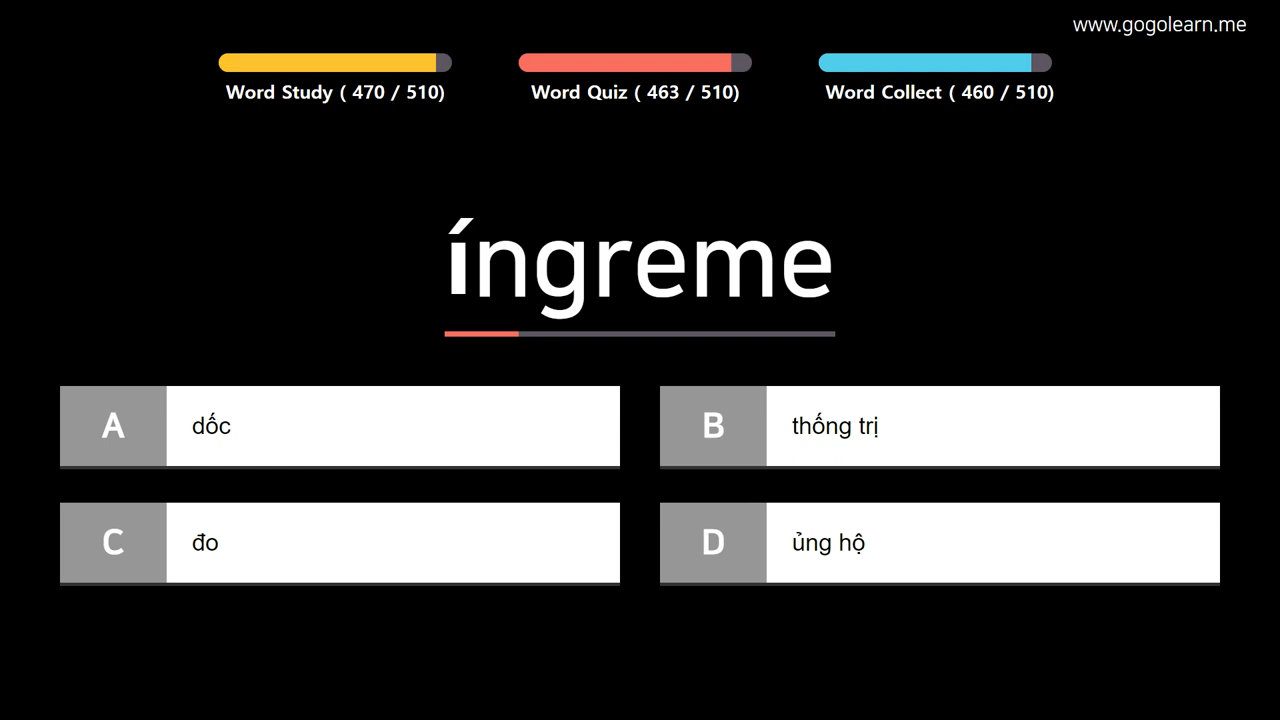 www.gogolearn.me
Word Study ( 470 / 510)
Word Quiz ( 463 / 510)
Word Collect ( 460 / 510)
íngreme
A dốc
B thống trị
C đo
D ủng hộ